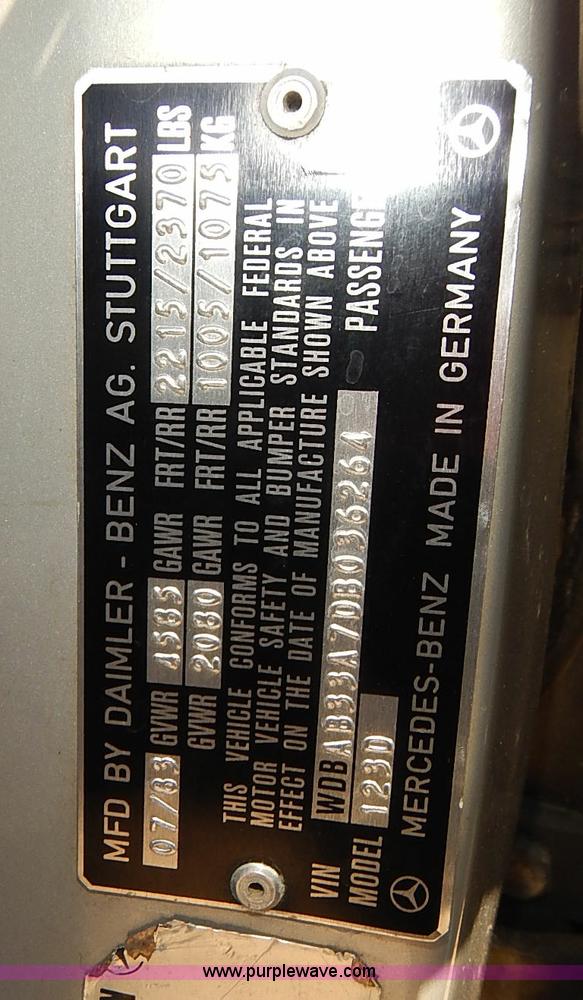 MFD BY DAIMLER-BENZ AG. STUTTGART
07/83 GVWR 4585 GAWR FRT/RR 2215/2370 LBS
GVWR 2080 GAWR FRT/RR 1005/1075 KG
THIS VEHICLE CONFORMS TO ALL APPLICABLE FEDERAL
MOTOR VEHICLE SAFETY AND BUMPER STANDARDS IN
EFFECT ON THE DATE OF MANUFACTURE SHOWN ABOVE
VIN WDBAB33A7DB036264 PASSENG
MODEL 123D
MERCEDES-BENZ MADE IN GERMANY
W
www.purplewave.com